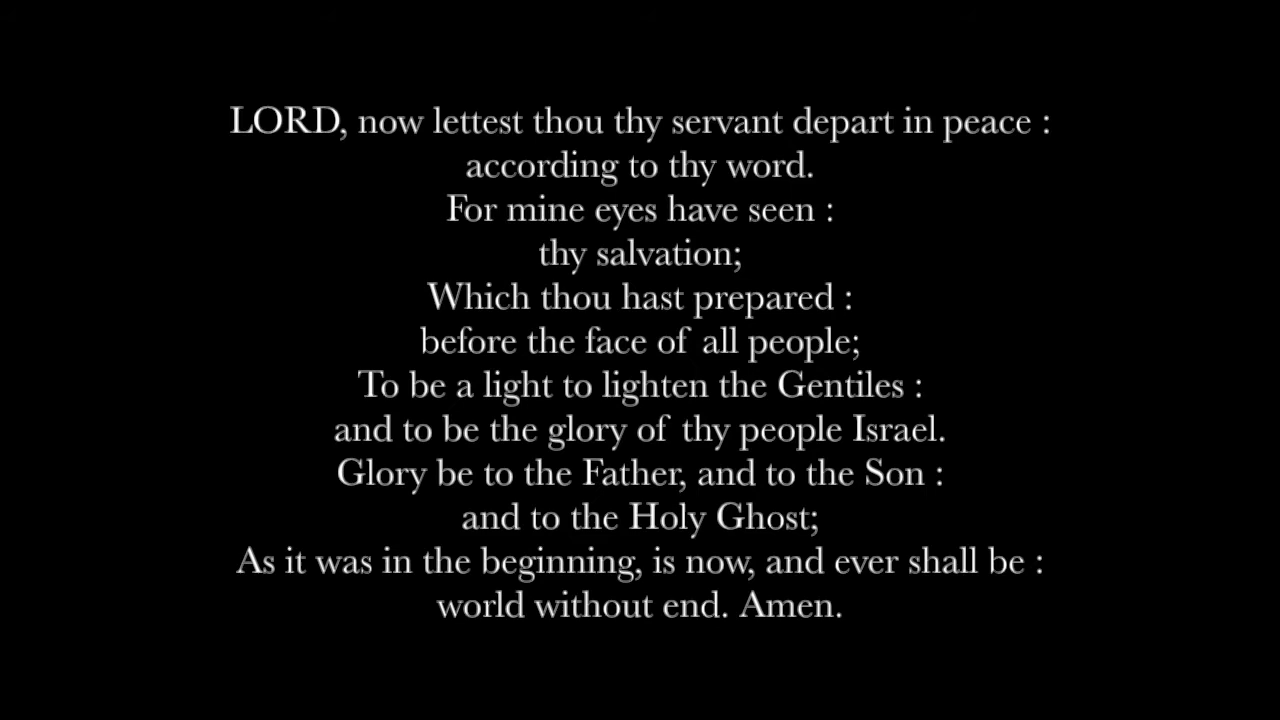 LORD, now lettest thou thy servant depart in peace :
according to thy word.
For mine eyes have seen :
thy salvation;
Which thou hast prepared :
before the face of all people;
To be a light to lighten the Gentiles :
and to be the glory of thy people Israel.
Glory be to the Father, and to the Son :
and to the Holy Ghost;
As it was in the beginning, is now, and ever shall be :
world without end. Amen.